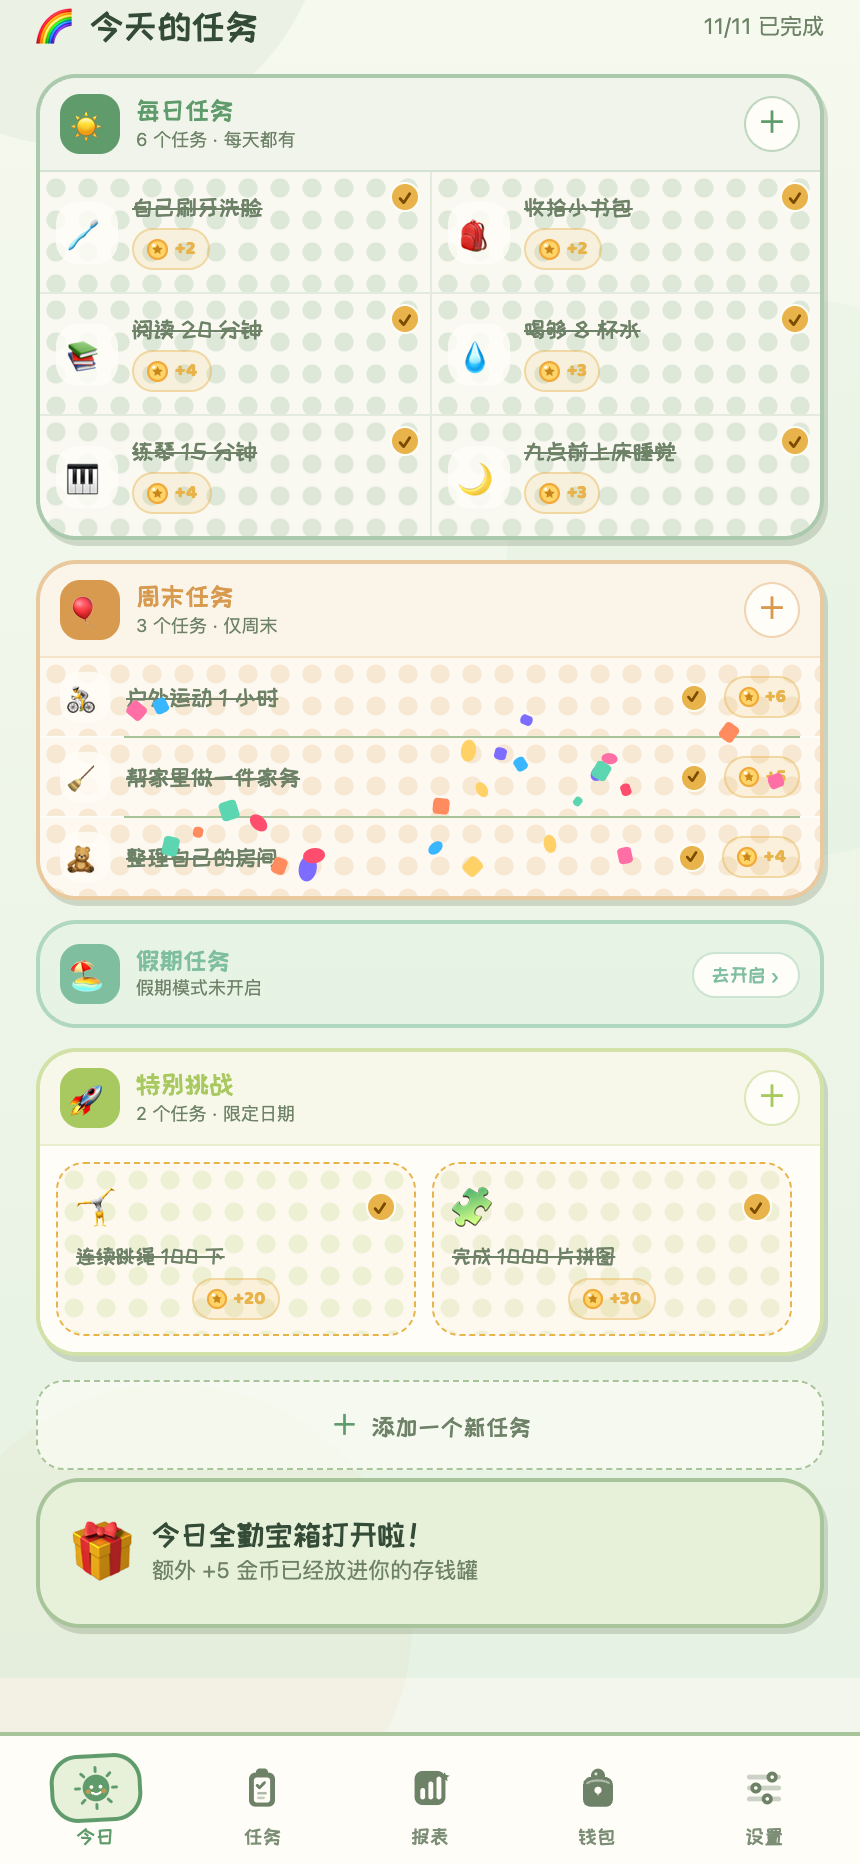 今天的任务
11/11 已完成
每日任务
6 个任务 · 每天都有
自己刷牙洗脸
+2
收拾小书包
+2
阅读 20 分钟
+4
喝够 8 杯水
+3
练琴 15 分钟
+4
九点前上床睡觉
+3
周末任务
3 个任务 · 仅周末
户外运动 1 小时
+6
帮家里做一件家务
+5
整理自己的房间
+4
假期任务
假期模式未开启
去开启 ›
特别挑战
2 个任务 · 限定日期
连续跳绳 100 下
+20
完成 1000 片拼图
+30
添加一个新任务
今日全勤宝箱打开啦！
额外 +5 金币已经放进你的存钱罐
今日
任务
报表
钱包
设置